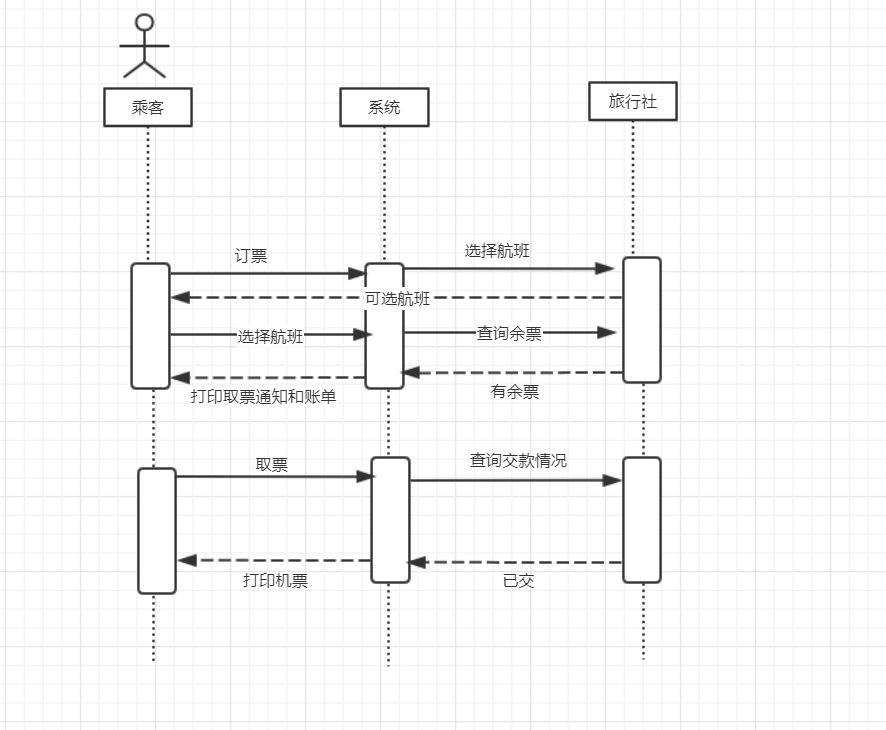 乘客
系统
旅行社
订票
选择航班
可选航班
选择航班
查询余票
打印取票通知和账单
有余票
取票
查询交款情况
打印机票
已交